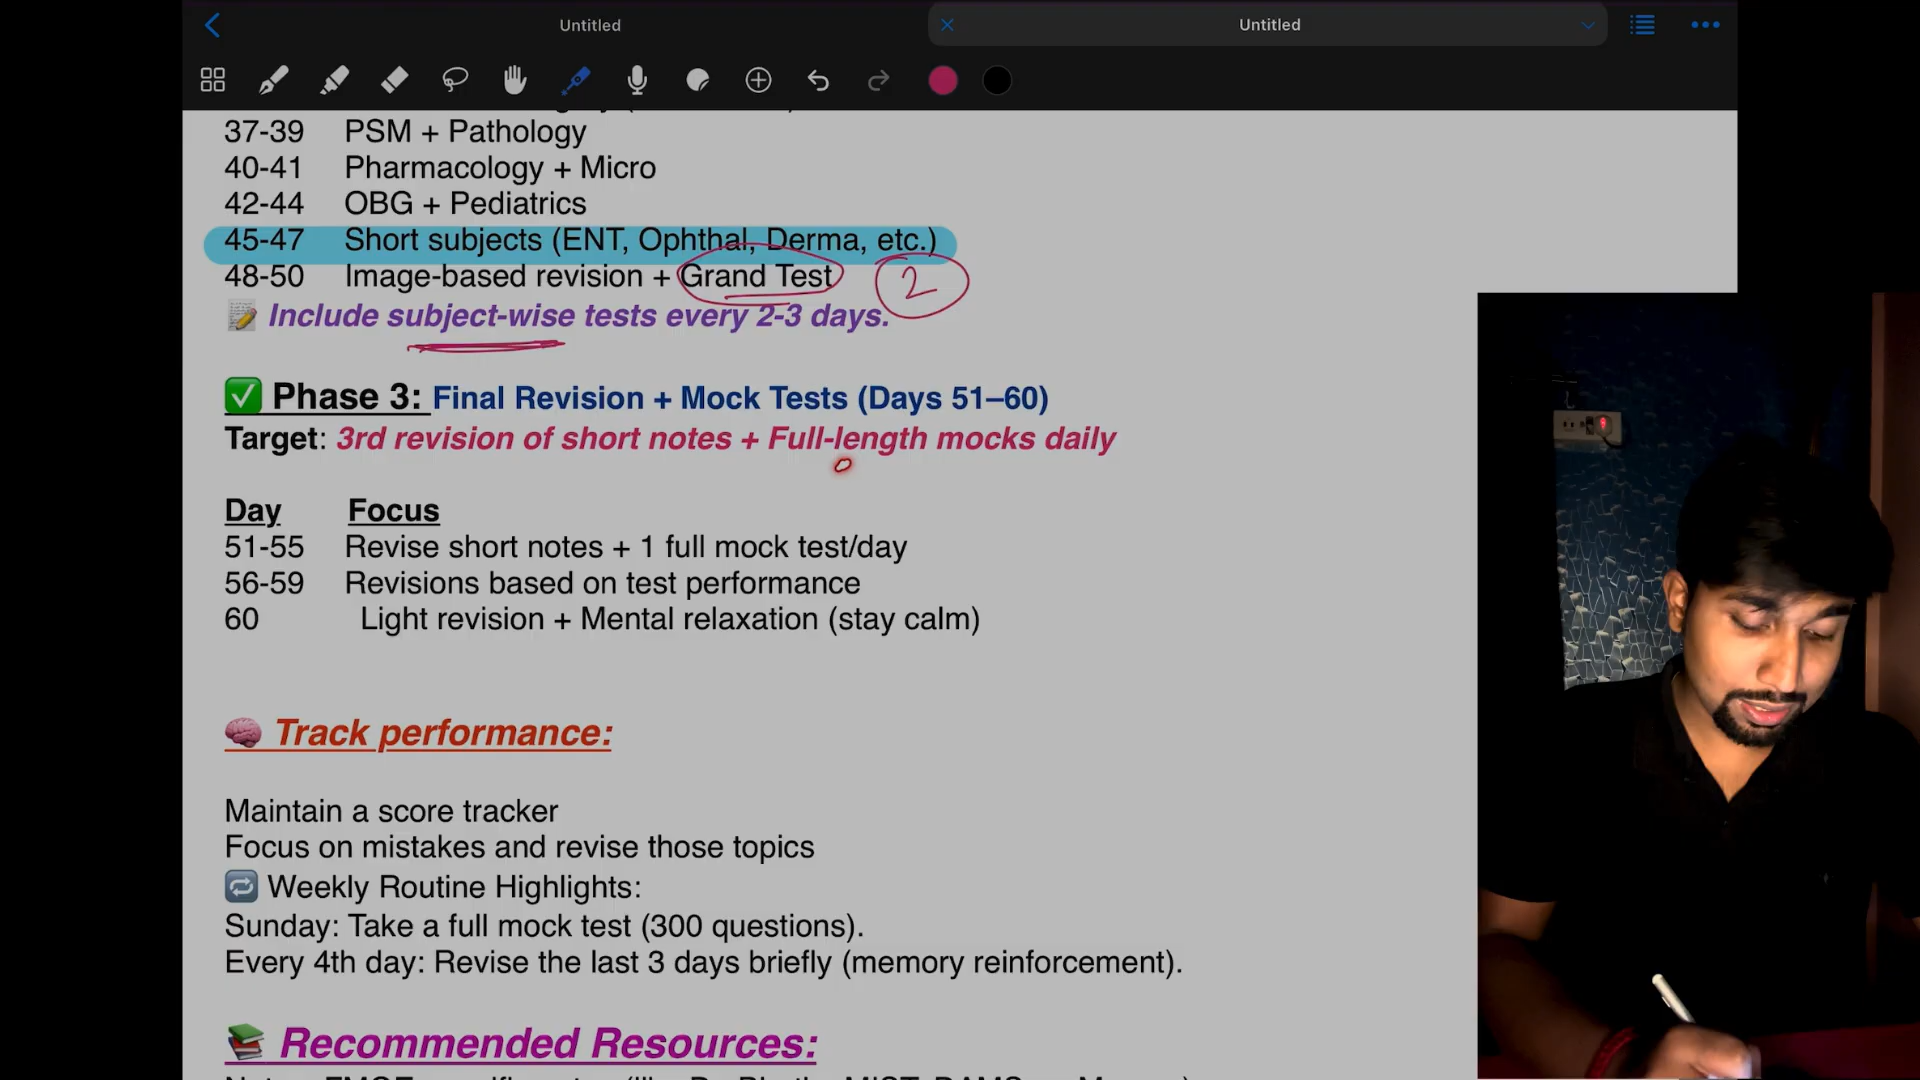 Untitled
Untitled
37-39 PSM + Pathology
40-41 Pharmacology + Micro
42-44 OBG + Pediatrics
45-47 Short subjects (ENT, Ophthal, Derma, etc.)
48-50 Image-based revision + Grand Test 2
Include subject-wise tests every 2-3 days.
Phase 3: Final Revision + Mock Tests (Days 51–60)
Target: 3rd revision of short notes + Full-length mocks daily
Day Focus
51-55 Revise short notes + 1 full mock test/day
56-59 Revisions based on test performance
60 Light revision + Mental relaxation (stay calm)
Track performance:
Maintain a score tracker
Focus on mistakes and revise those topics
Weekly Routine Highlights:
Sunday: Take a full mock test (300 questions).
Every 4th day: Revise the last 3 days briefly (memory reinforcement).
Recommended Resources: